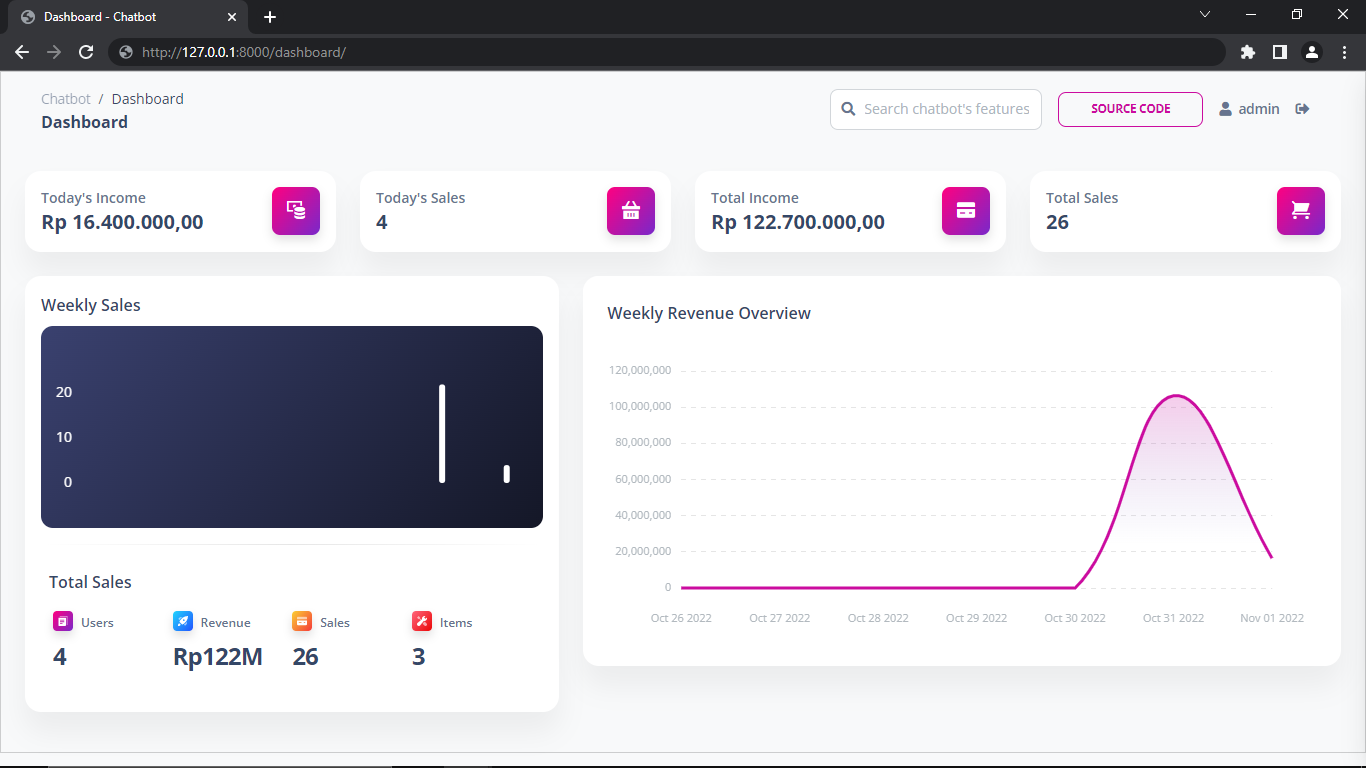 Dashboard - Chatbot
http://127.0.0.1:8000/dashboard/
Chatbot / Dashboard
Dashboard
Search chatbot's features
SOURCE CODE
admin
Today's Income
Rp 16.400.000,00
Today's Sales
4
Total Income
Rp 122.700.000,00
Total Sales
26
Weekly Sales
20
10
0
Total Sales
Users
4
Revenue
Rp122M
Sales
26
Items
3
Weekly Revenue Overview
120,000,000
100,000,000
80,000,000
60,000,000
40,000,000
20,000,000
0
Oct 26 2022 Oct 27 2022 Oct 28 2022 Oct 29 2022 Oct 30 2022 Oct 31 2022 Nov 01 2022